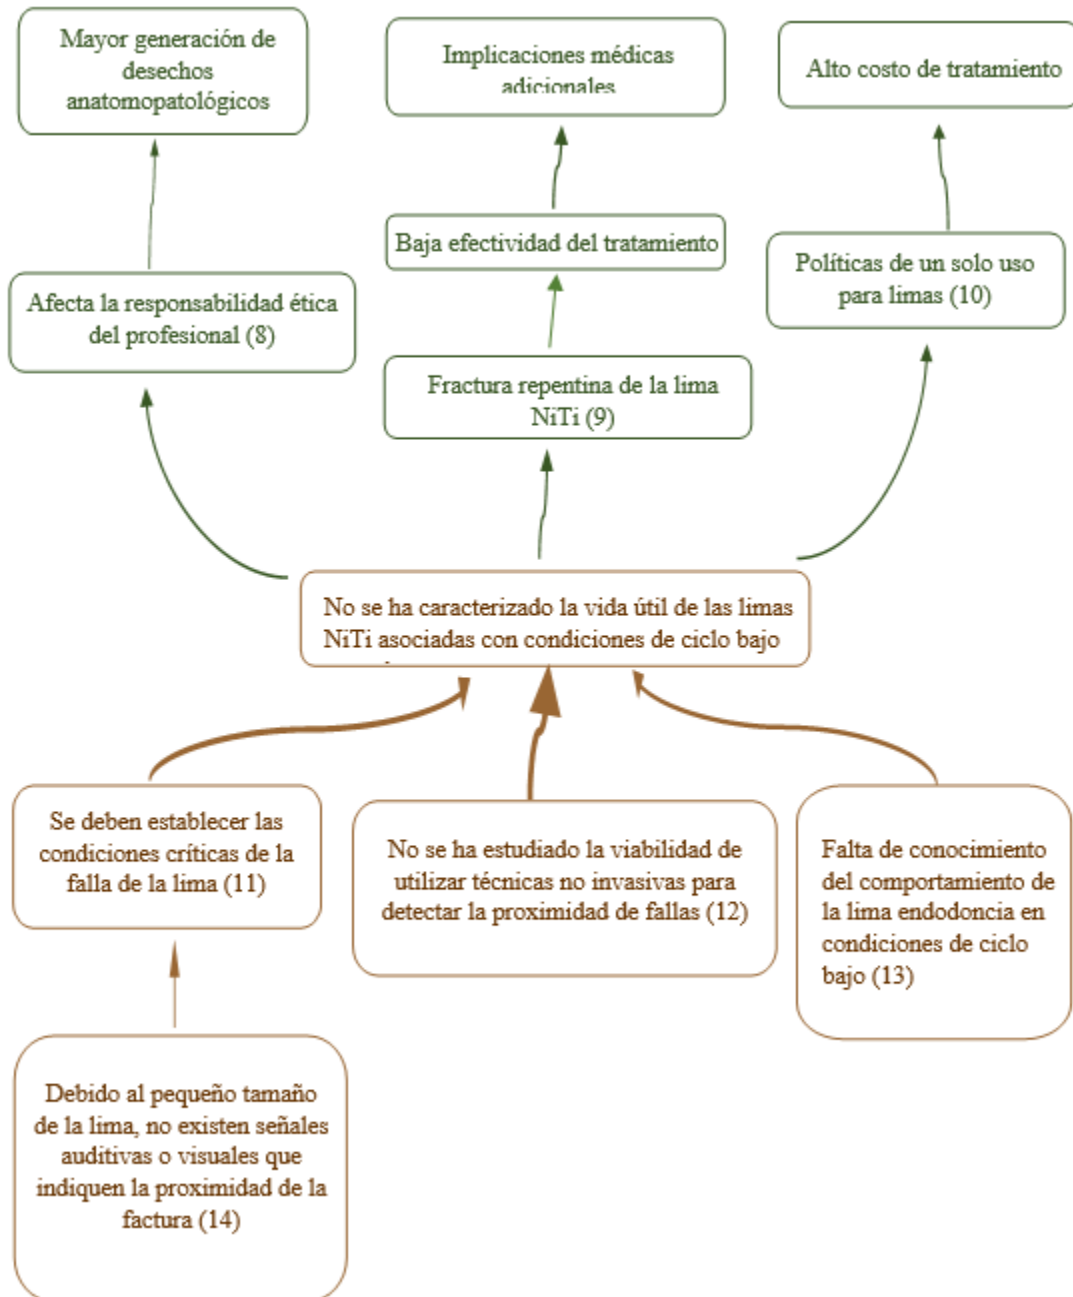 Mayor generación de
desechos
anatomopatológicos
Implicaciones médicas
adicionales
Alto costo de tratamiento
Baja efectividad del tratamiento
Políticas de un solo uso
para limas (10)
Afecta la responsabilidad ética
del profesional (8)
Fractura repentina de la lima
NiTi (9)
No se ha caracterizado la vida útil de las limas
NiTi asociadas con condiciones de ciclo bajo
Se deben establecer las
condiciones críticas de la
falla de la lima (11)
No se ha estudiado la viabilidad de
utilizar técnicas no invasivas para
detectar la proximidad de fallas (12)
Falta de conocimiento
del comportamiento de
la lima endodoncia en
condiciones de ciclo
bajo (13)
Debido al pequeño tamaño
de la lima, no existen señales
auditivas o visuales que
indiquen la proximidad de la
factura (14)